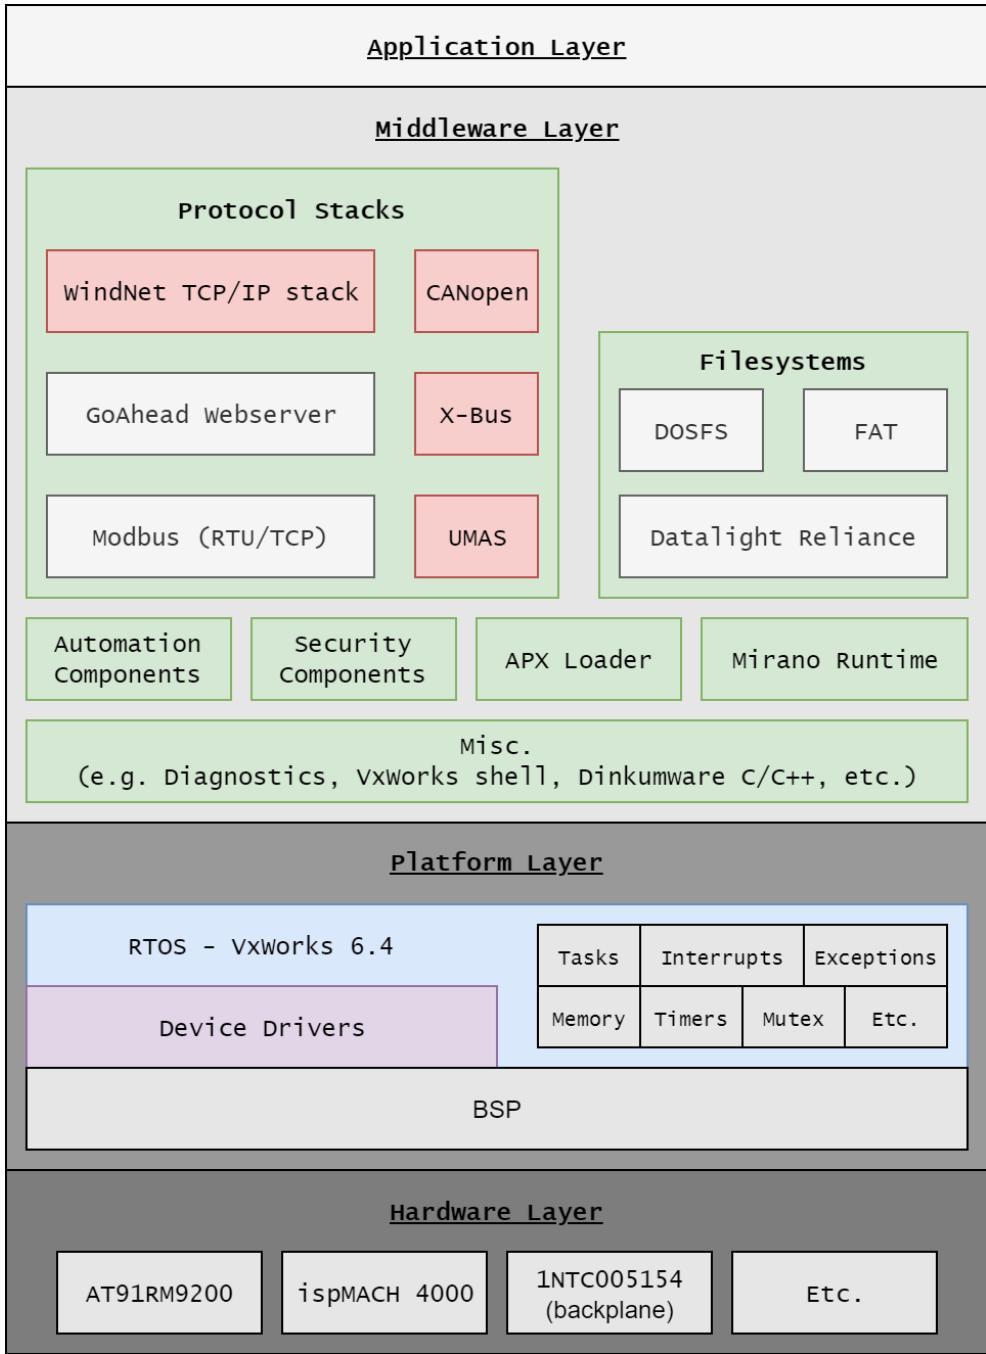 Application Layer
Middleware Layer
Protocol Stacks
WindNet TCP/IP stack
CANopen
GoAhead Webserver
X-Bus
Modbus (RTU/TCP)
UMAS
Filesystems
DOSFS
FAT
Datalight Reliance
Automation
Components
Security
Components
APX Loader
Mirano Runtime
Misc.
(e.g. Diagnostics, VxWorks shell, Dinkumware C/C++, etc.)
Platform Layer
RTOS - VxWorks 6.4
Tasks
Interrupts
Exceptions
Memory
Timers
Mutex
Etc.
Device Drivers
BSP
Hardware Layer
AT91RM9200
ispMACH 4000
1NTC005154
(backplane)
Etc.